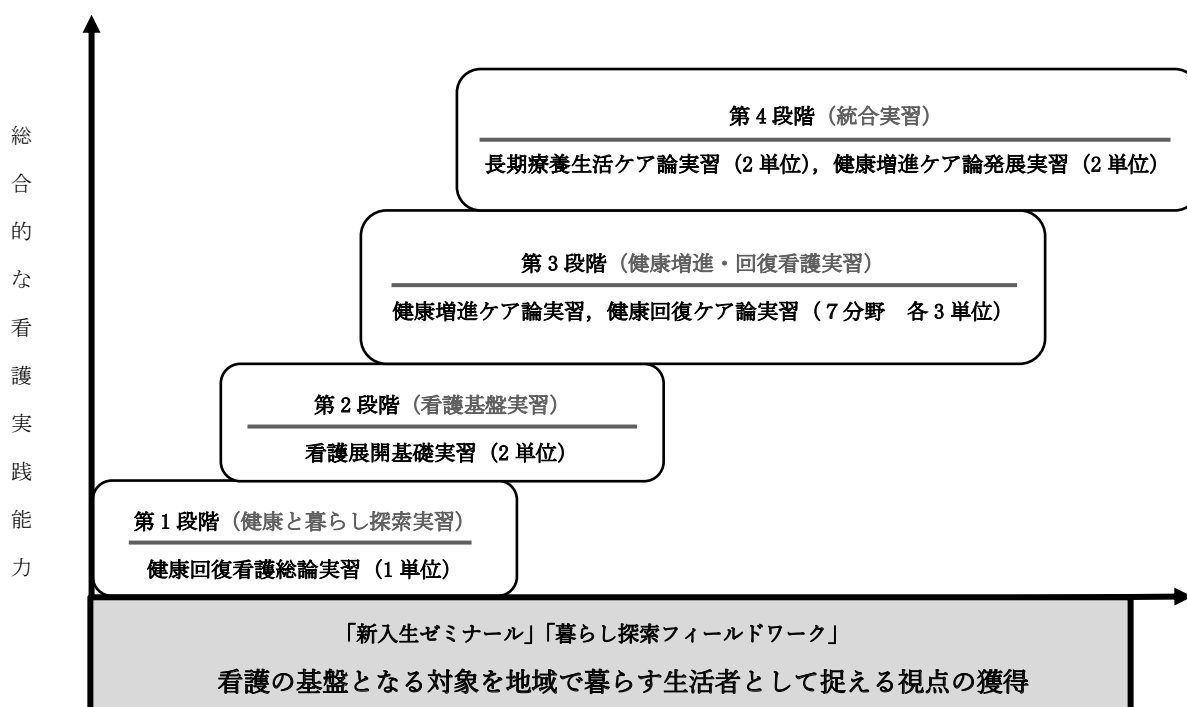 総合的な看護実践能力
第４段階（統合実習）
長期療養生活ケア論実習（2 単位），健康増進ケア論発展実習（2 単位）
第３段階（健康増進・回復看護実習）
健康増進ケア論実習，健康回復ケア論実習（７分野　各３単位）
第２段階（看護基盤実習）
看護展開基礎実習（2 単位）
第１段階（健康と暮らし探索実習）
健康回復看護総論実習（1 単位）
「新入生ゼミナール」「暮らし探索フィールドワーク」
看護の基盤となる対象を地域で暮らす生活者として捉える視点の獲得